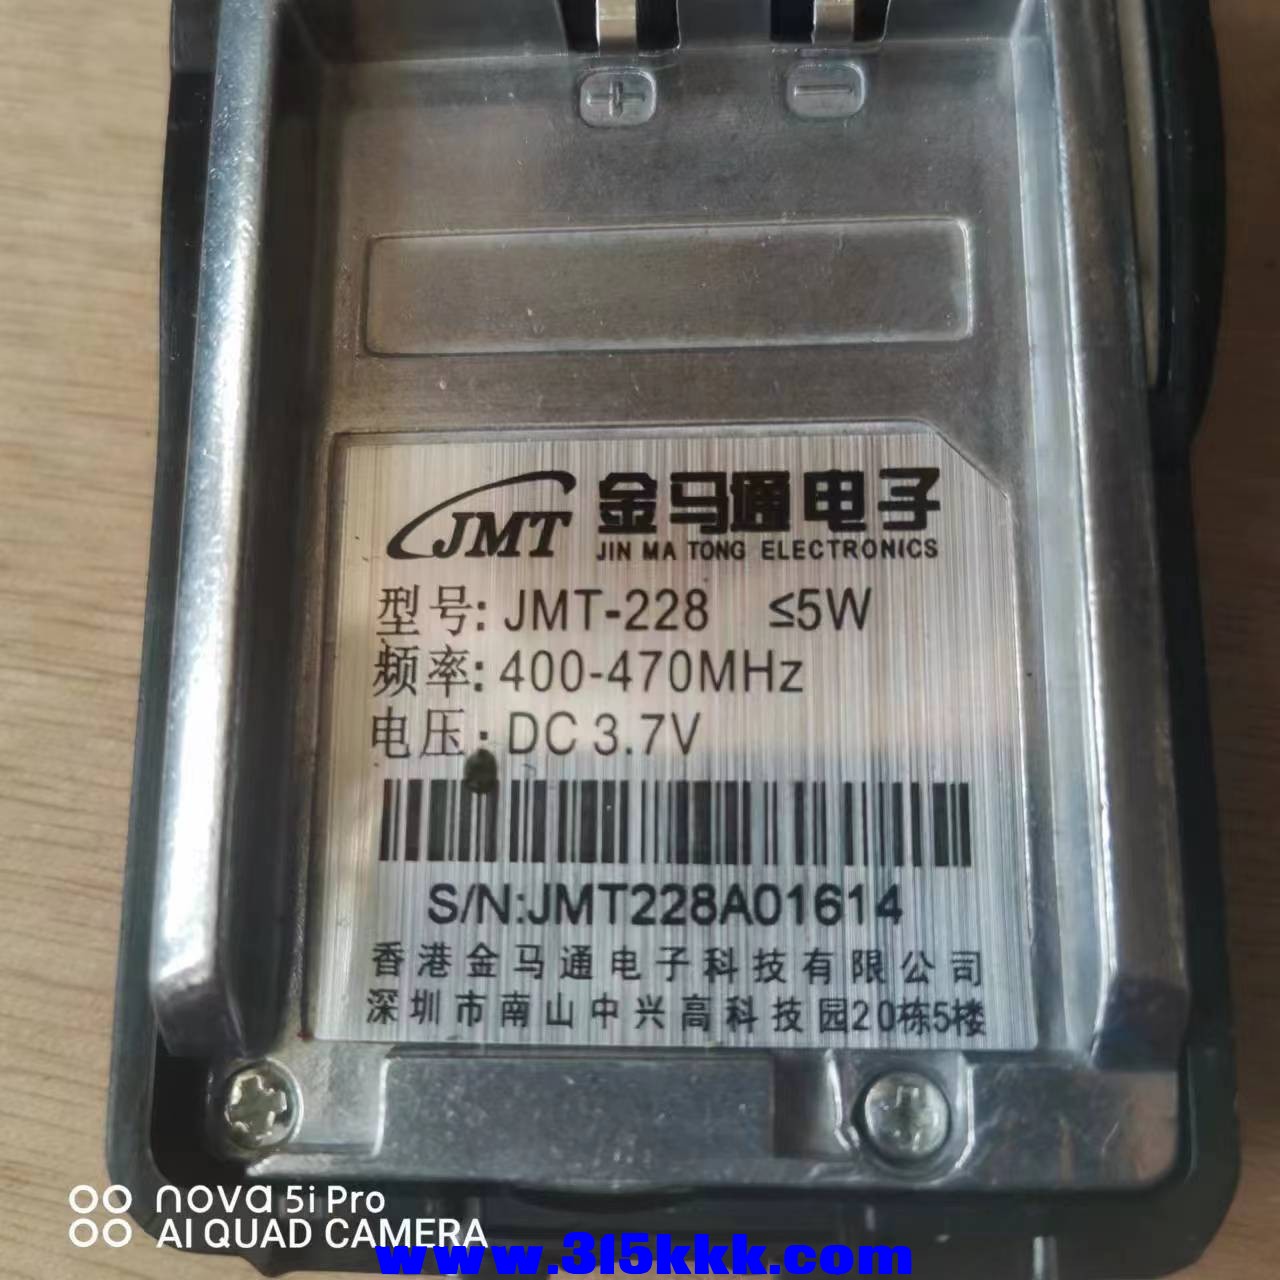 + −
JMT 金马通电子
JIN MA TONG ELECTRONICS
型号: JMT-228 ≤5W
频率: 400-470MHz
电压: DC 3.7V
S/N:JMT228A01614
香港金马通电子科技有限公司
深圳市南山中兴高科技园20栋5楼
nova 5i Pro
AI QUAD CAMERA
www.315kkk.com